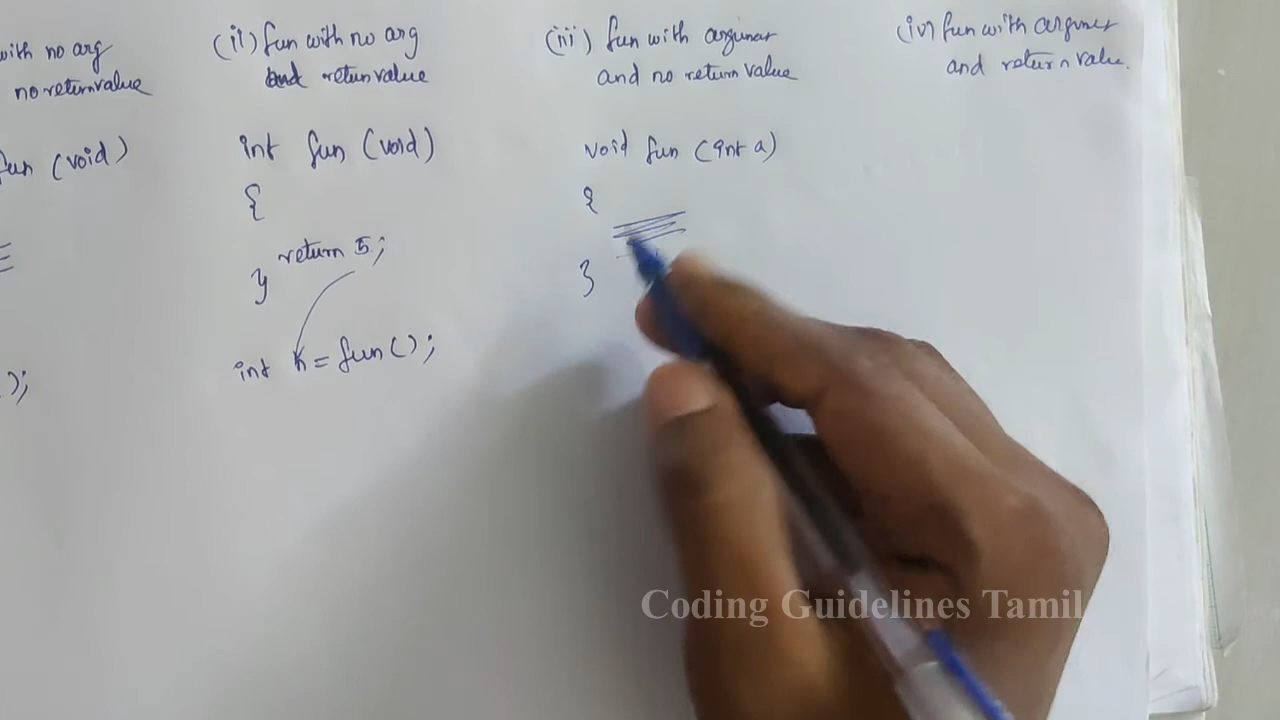 with no arg
no return value
fun (void)
);
(ii) fun with no arg
and return value
int fun (void)
{
return 5;
}
int K = fun();
(iii) fun with argumer
and no return value
void fun (int a)
{
}
(iv) fun with argumer
and return value.
Coding Guidelines Tamil